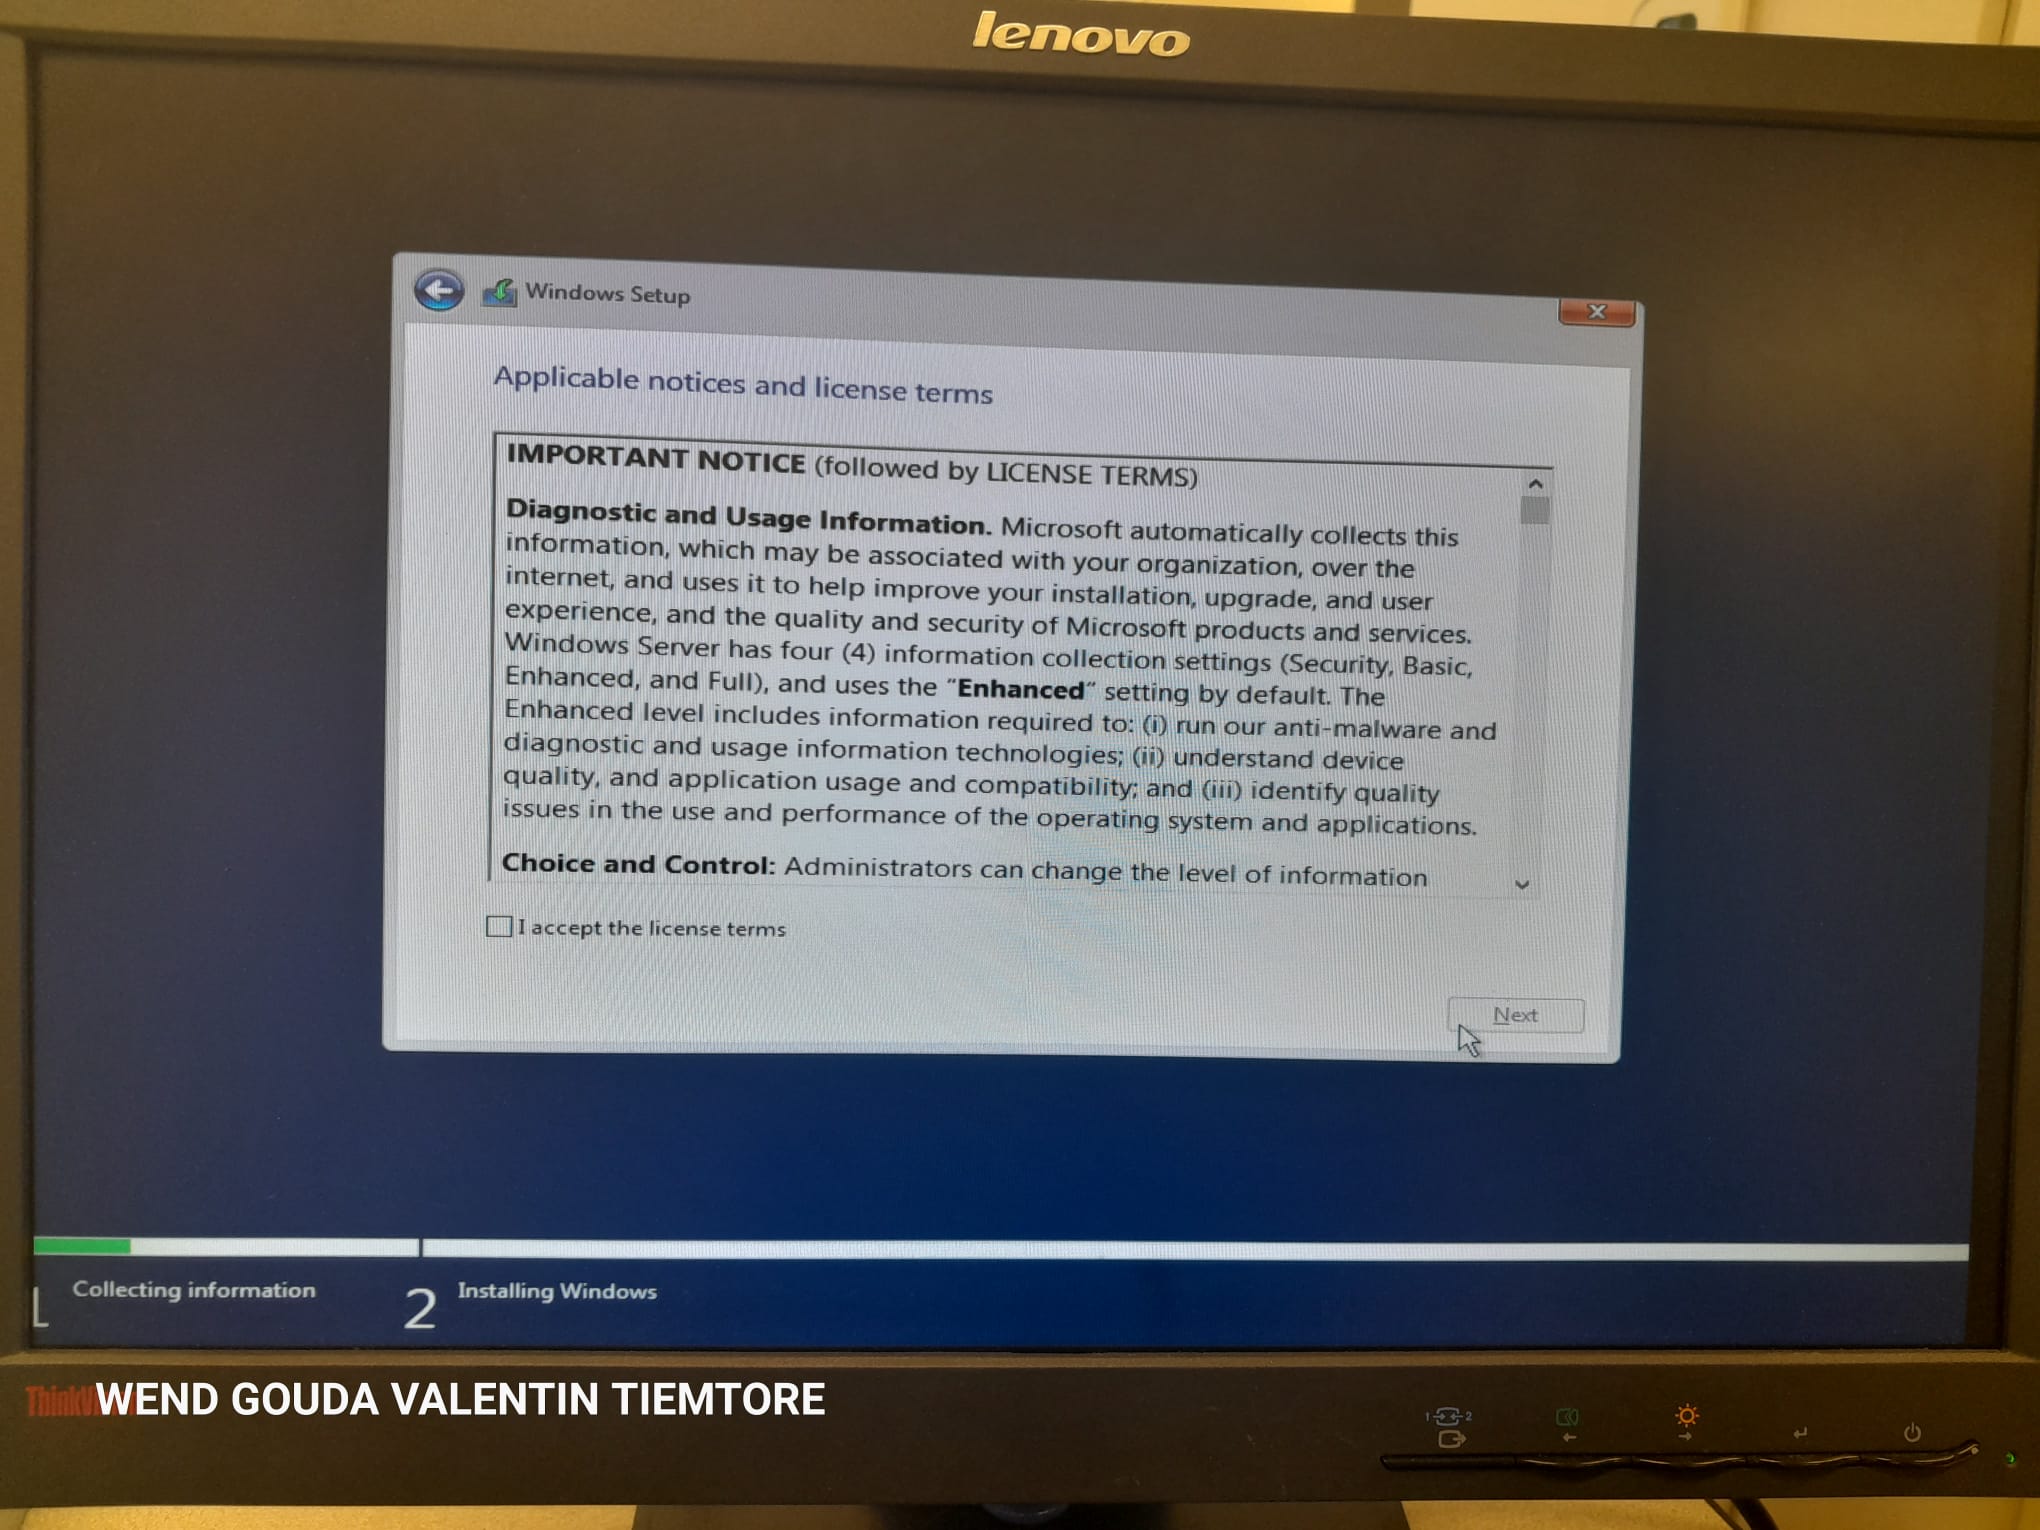 lenovo
Windows Setup
Applicable notices and license terms
IMPORTANT NOTICE (followed by LICENSE TERMS)
Diagnostic and Usage Information. Microsoft automatically collects this
information, which may be associated with your organization, over the
internet, and uses it to help improve your installation, upgrade, and user
experience, and the quality and security of Microsoft products and services.
Windows Server has four (4) information collection settings (Security, Basic,
Enhanced, and Full), and uses the “Enhanced” setting by default. The
Enhanced level includes information required to: (i) run our anti-malware and
diagnostic and usage information technologies; (ii) understand device
quality, and application usage and compatibility; and (iii) identify quality
issues in the use and performance of the operating system and applications.
Choice and Control: Administrators can change the level of information
I accept the license terms
Next
1 Collecting information
2 Installing Windows
WEND GOUDA VALENTIN TIEMTORE
1 2